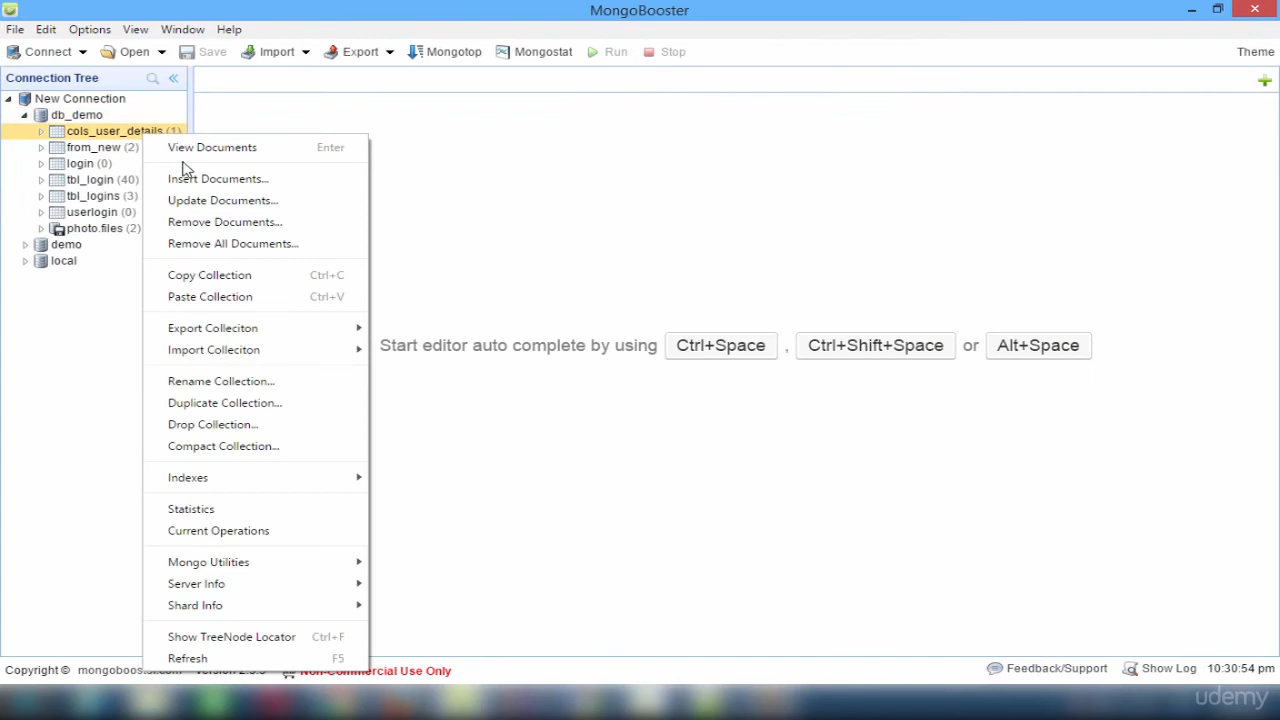 MongoBooster
File Edit Options View Window Help
Connect Open Save Import Export Mongotop Mongostat Run Stop Theme
Connection Tree
New Connection
db_demo
cols_user_details (1)
from_new (2)
login (0)
tbl_login (40)
tbl_logins (3)
userlogin (0)
photo.files (2)
demo
local
View Documents Enter
Insert Documents...
Update Documents...
Remove Documents...
Remove All Documents...
Copy Collection Ctrl+C
Paste Collection Ctrl+V
Export Colleciton
Import Colleciton
Rename Collection...
Duplicate Collection...
Drop Collection...
Compact Collection...
Indexes
Statistics
Current Operations
Mongo Utilities
Server Info
Shard Info
Show TreeNode Locator Ctrl+F
Refresh F5
Start editor auto complete by using Ctrl+Space , Ctrl+Shift+Space or Alt+Space
Copyright © Non-Commercial Use Only Feedback/Support Show Log 10:30:54 pm
udemy